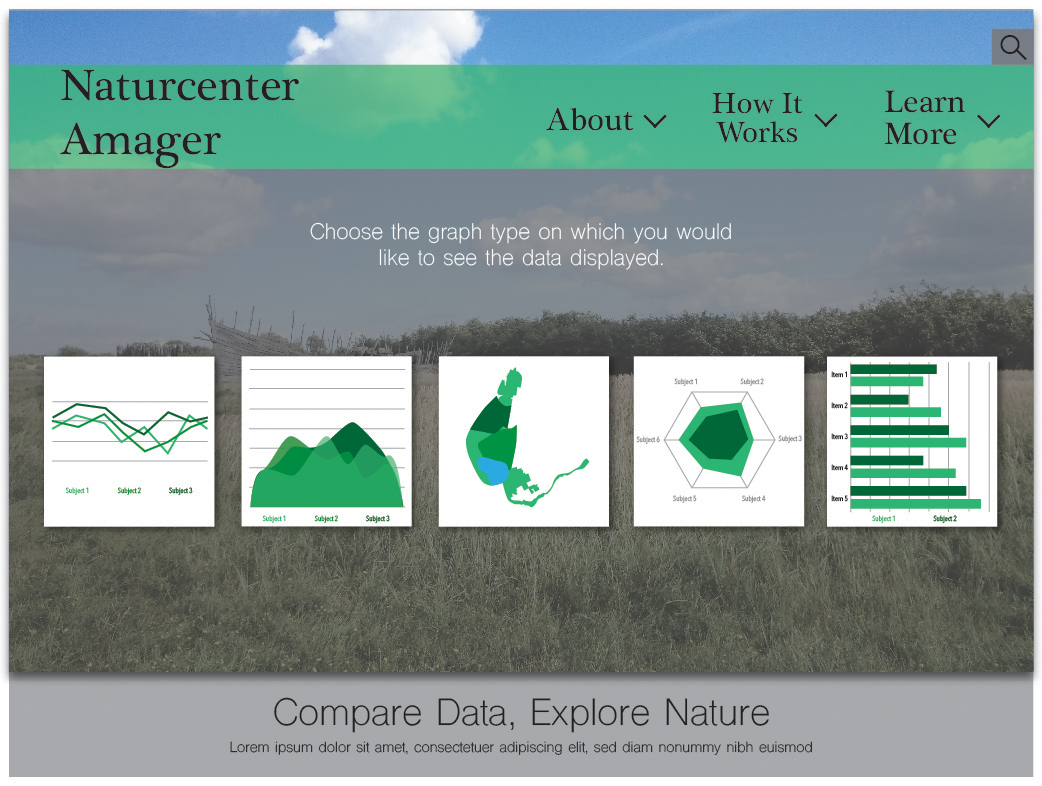 Naturcenter
Amager
About
How It
Works
Learn
More
Choose the graph type on which you would
like to see the data displayed.
Subject 1 Subject 2 Subject 3
Subject 1 Subject 2 Subject 3
Subject 1 Subject 2
Subject 6 Subject 3
Subject 5 Subject 4
Item 1
Item 2
Item 3
Item 4
Item 5
Subject 1 Subject 2
Compare Data, Explore Nature
Lorem ipsum dolor sit amet, consectetuer adipiscing elit, sed diam nonummy nibh euismod